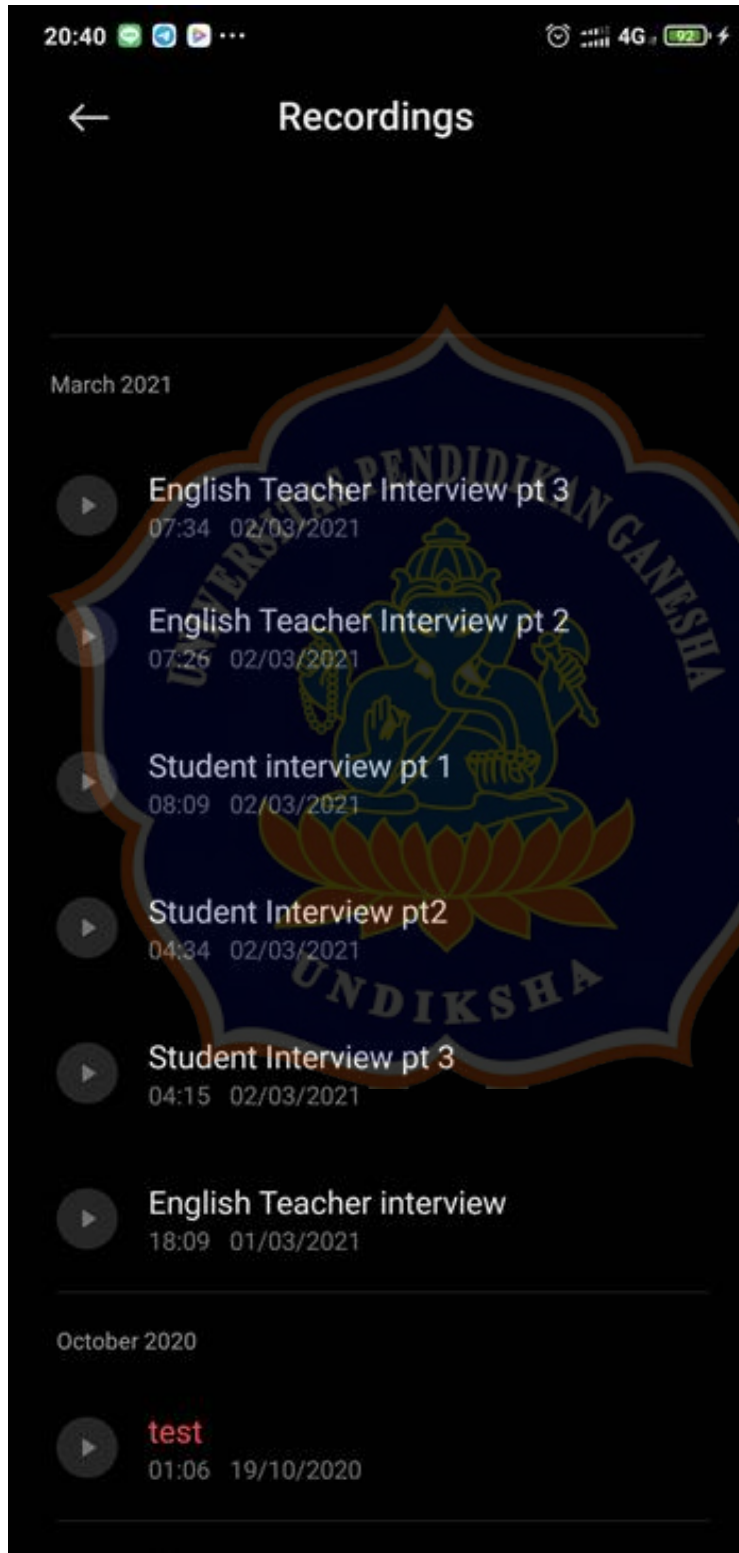 20:40 ... 4G 92
Recordings
March 2021
English Teacher Interview pt 3
07:34 02/03/2021
English Teacher Interview pt 2
07:26 02/03/2021
Student interview pt 1
08:09 02/03/2021
Student Interview pt2
04:34 02/03/2021
Student Interview pt 3
04:15 02/03/2021
English Teacher interview
18:09 01/03/2021
October 2020
test
01:06 19/10/2020
UNIVERSITAS PENDIDIKAN GANESHA
UNDIKSHA